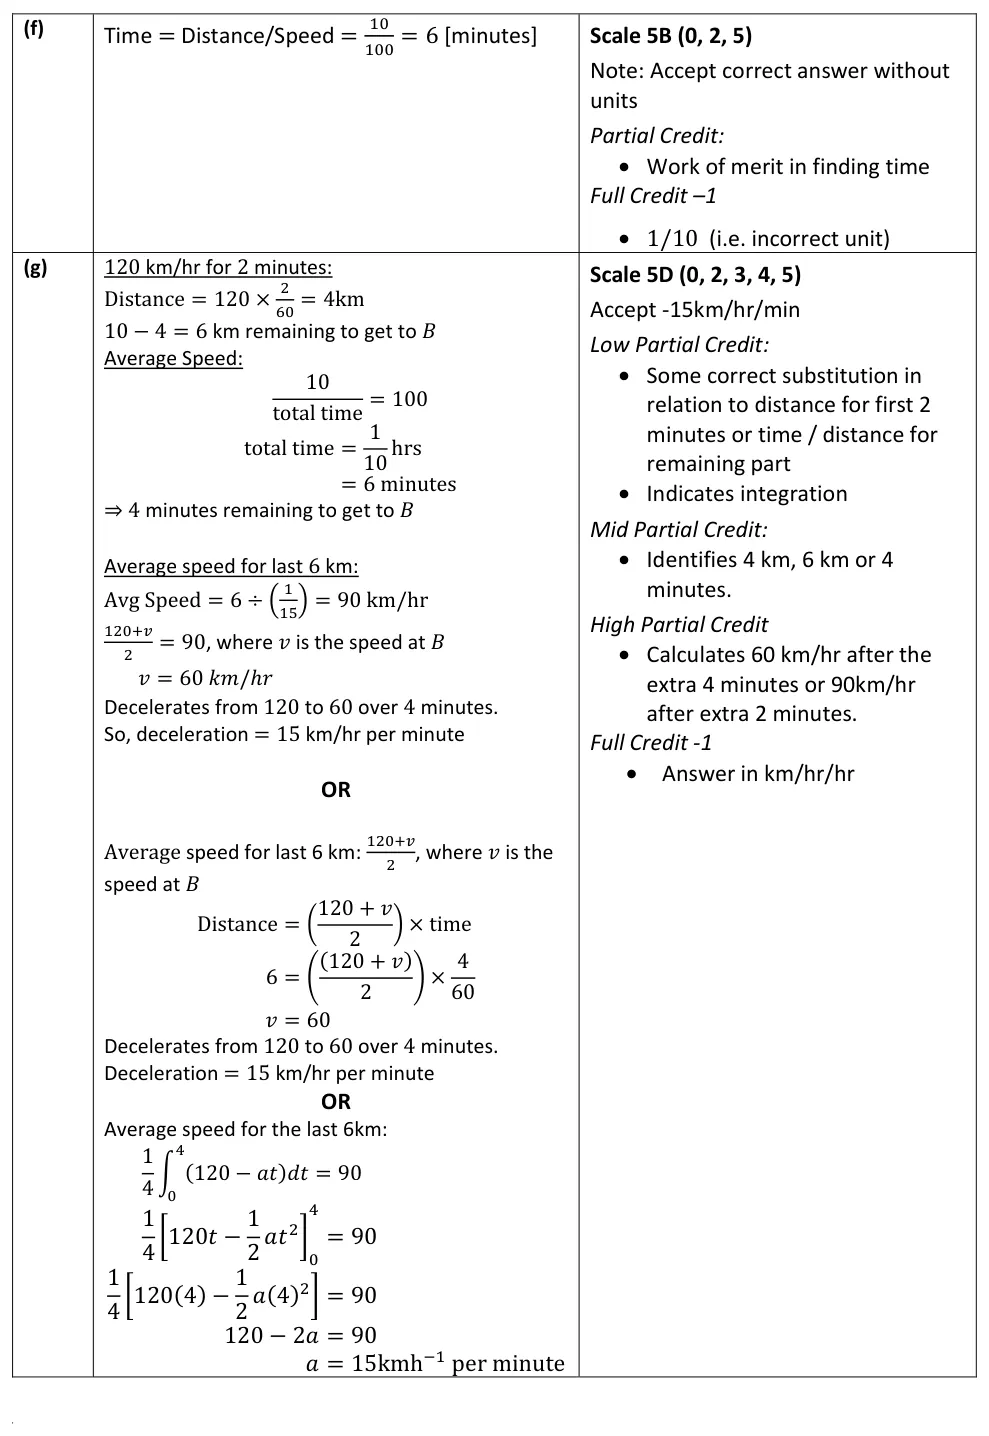 (f)
Time = Distance/Speed = 10/100 = 6 [minutes]
Scale 5B (0, 2, 5)
Note: Accept correct answer without
units
Partial Credit:
• Work of merit in finding time
Full Credit –1
• 1/10 (i.e. incorrect unit)
(g)
120 km/hr for 2 minutes:
Distance = 120 × 2/60 = 4km
10 − 4 = 6 km remaining to get to B
Average Speed:
10/total time = 100
total time = 1/10 hrs
= 6 minutes
⇒ 4 minutes remaining to get to B
Average speed for last 6 km:
Avg Speed = 6 ÷ (1/15) = 90 km/hr
120+v/2 = 90, where v is the speed at B
v = 60 km/hr
Decelerates from 120 to 60 over 4 minutes.
So, deceleration = 15 km/hr per minute
OR
Average speed for last 6 km: 120+v/2, where v is the
speed at B
Distance = (120 + v/2) × time
6 = ((120 + v)/2) × 4/60
v = 60
Decelerates from 120 to 60 over 4 minutes.
Deceleration = 15 km/hr per minute
OR
Average speed for the last 6km:
1/4 ∫₀⁴ (120 − at)dt = 90
1/4 [120t − 1/2 at²]₀⁴ = 90
1/4 [120(4) − 1/2 a(4)²] = 90
120 − 2a = 90
a = 15kmh⁻¹ per minute
Scale 5D (0, 2, 3, 4, 5)
Accept -15km/hr/min
Low Partial Credit:
• Some correct substitution in
relation to distance for first 2
minutes or time / distance for
remaining part
• Indicates integration
Mid Partial Credit:
• Identifies 4 km, 6 km or 4
minutes.
High Partial Credit
• Calculates 60 km/hr after the
extra 4 minutes or 90km/hr
after extra 2 minutes.
Full Credit -1
• Answer in km/hr/hr